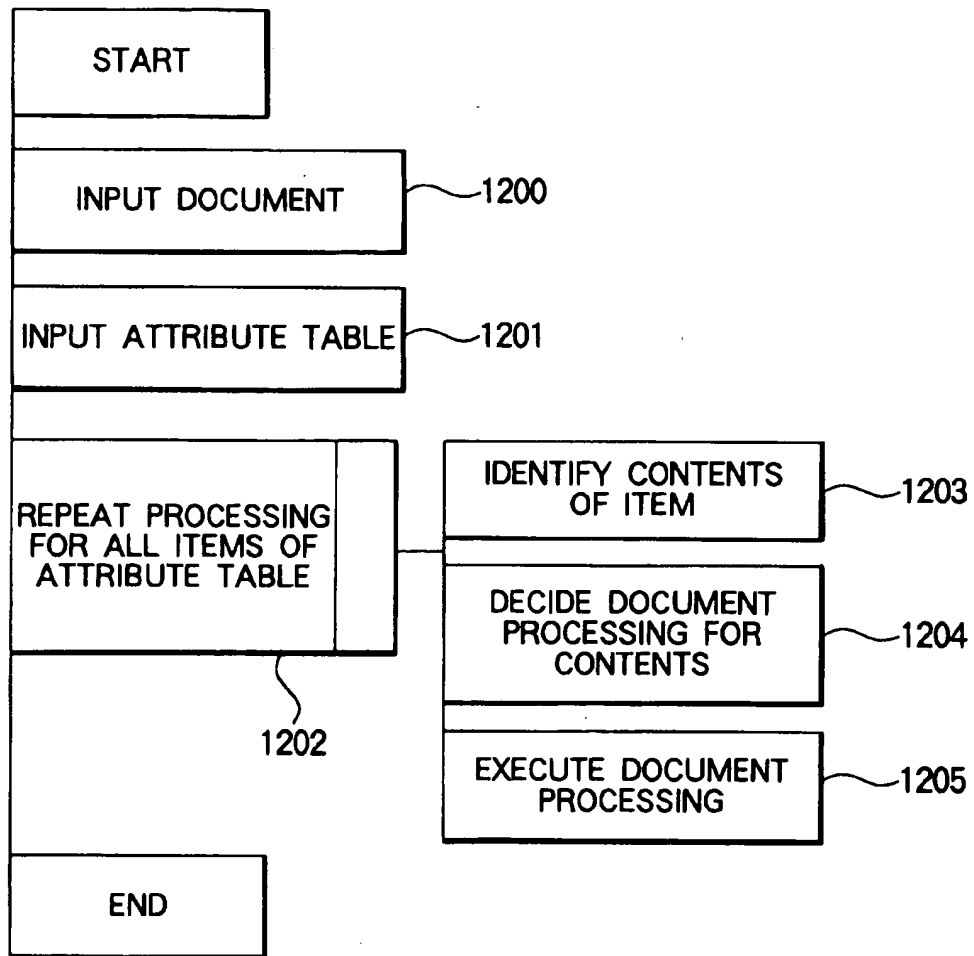 START
INPUT DOCUMENT
1200
INPUT ATTRIBUTE TABLE
1201
REPEAT PROCESSING
FOR ALL ITEMS OF
ATTRIBUTE TABLE
1202
IDENTIFY CONTENTS
OF ITEM
1203
DECIDE DOCUMENT
PROCESSING FOR
CONTENTS
1204
EXECUTE DOCUMENT
PROCESSING
1205
END